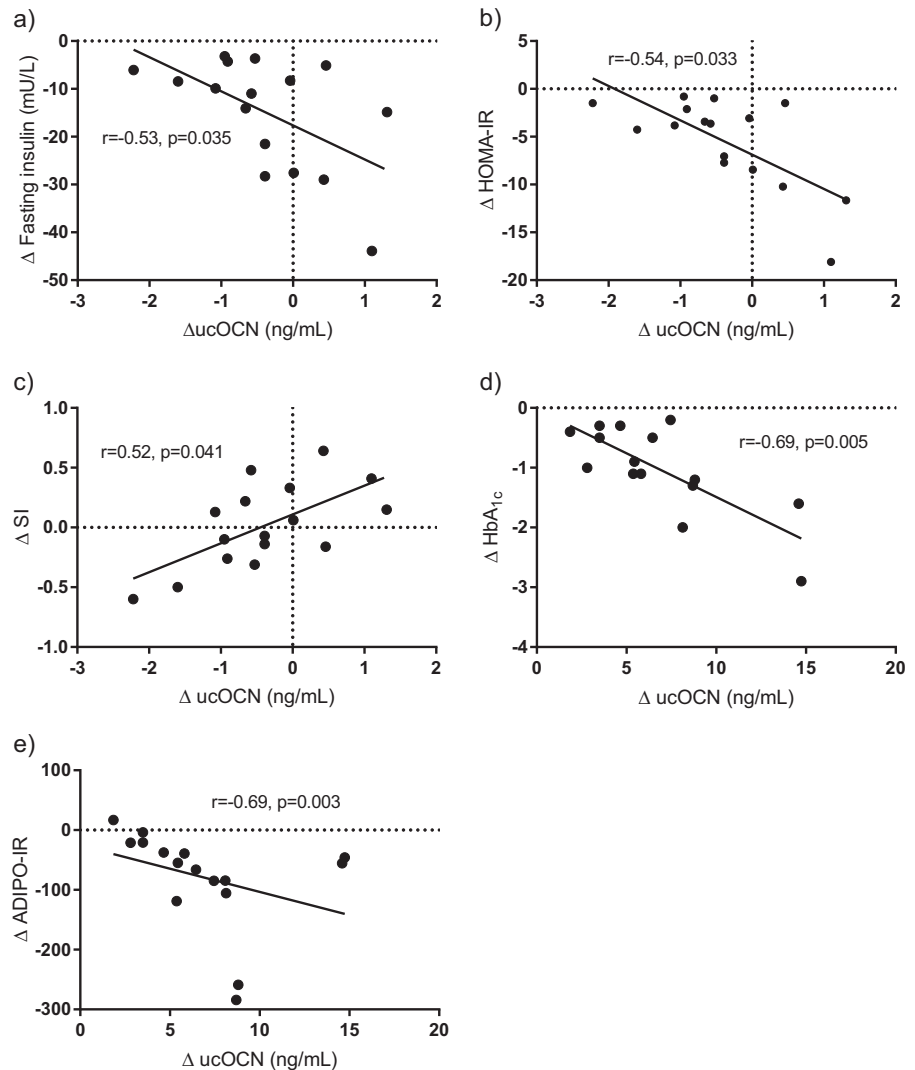 a)
0
-10
-20
-30
-40
-50
Δ Fasting insulin (mU/L)
r=-0.53, p=0.035
-3 -2 -1 0 1 2
ΔucOCN (ng/mL)
b)
5
0
-5
-10
-15
-20
Δ HOMA-IR
r=-0.54, p=0.033
-3 -2 -1 0 1 2
Δ ucOCN (ng/mL)
c)
1.0
0.5
0.0
-0.5
-1.0
Δ SI
r=0.52, p=0.041
-3 -2 -1 0 1 2
Δ ucOCN (ng/mL)
d)
0
-1
-2
-3
-4
Δ HbA1c
r=-0.69, p=0.005
0 5 10 15 20
Δ ucOCN (ng/mL)
e)
100
0
-100
-200
-300
Δ ADIPO-IR
r=-0.69, p=0.003
0 5 10 15 20
Δ ucOCN (ng/mL)